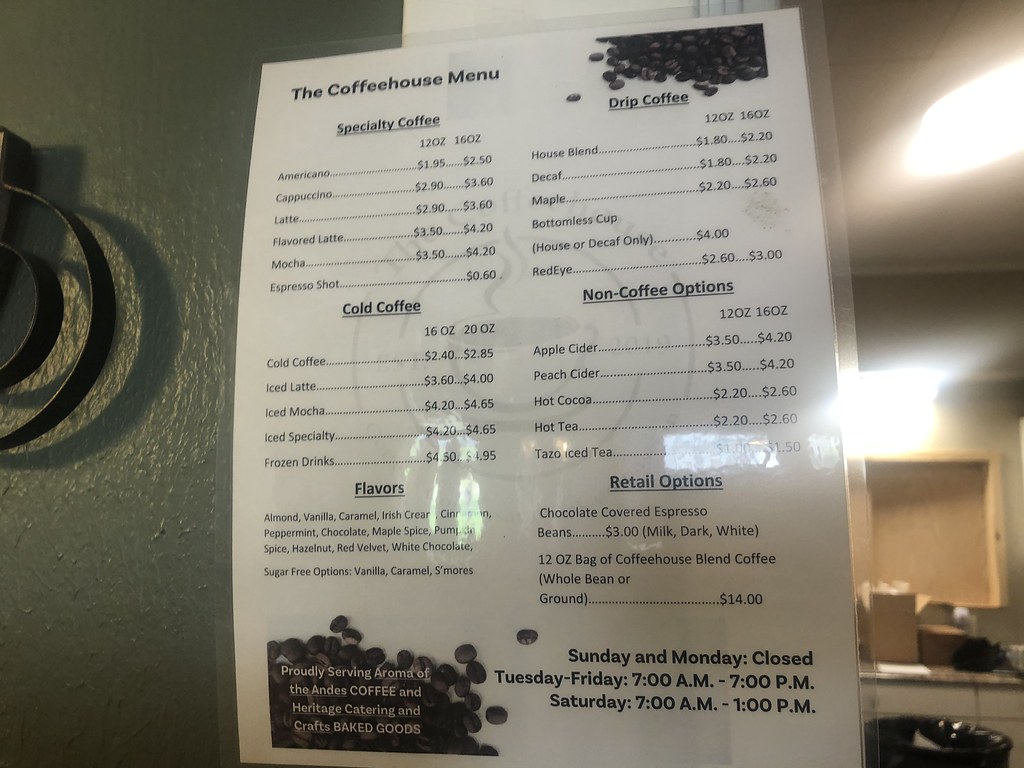 The Coffeehouse Menu
Specialty Coffee
12OZ 16OZ
Americano....................$1.95......$2.50
Cappuccino...................$2.90......$3.60
Latte............................$2.90......$3.60
Flavored Latte................$3.50......$4.20
Mocha...........................$3.50......$4.20
Espresso Shot..............................$0.60
Cold Coffee
16 OZ 20 OZ
Cold Coffee......................$2.40...$2.85
Iced Latte........................$3.60...$4.00
Iced Mocha......................$4.20...$4.65
Iced Specialty...................$4.20...$4.65
Frozen Drinks....................$4.50...$4.95
Flavors
Almond, Vanilla, Caramel, Irish Cream, Cinnamon,
Peppermint, Chocolate, Maple Spice, Pumpkin
Spice, Hazelnut, Red Velvet, White Chocolate,
Sugar Free Options: Vanilla, Caramel, S'mores
Proudly Serving Aroma of
the Andes COFFEE and
Heritage Catering and
Crafts BAKED GOODS
Drip Coffee
12OZ 16OZ
House Blend......................$1.80....$2.20
Decaf...............................$1.80....$2.20
Maple...............................$2.20....$2.60
Bottomless Cup
(House or Decaf Only)............$4.00
RedEye.............................$2.60....$3.00
Non-Coffee Options
12OZ 16OZ
Apple Cider.......................$3.50.....$4.20
Peach Cider.......................$3.50.....$4.20
Hot Cocoa.........................$2.20....$2.60
Hot Tea............................$2.20....$2.60
Tazo Iced Tea.................... $1.50
Retail Options
Chocolate Covered Espresso
Beans..........$3.00 (Milk, Dark, White)
12 OZ Bag of Coffeehouse Blend Coffee
(Whole Bean or
Ground).......................................$14.00
Sunday and Monday: Closed
Tuesday-Friday: 7:00 A.M. - 7:00 P.M.
Saturday: 7:00 A.M. - 1:00 P.M.